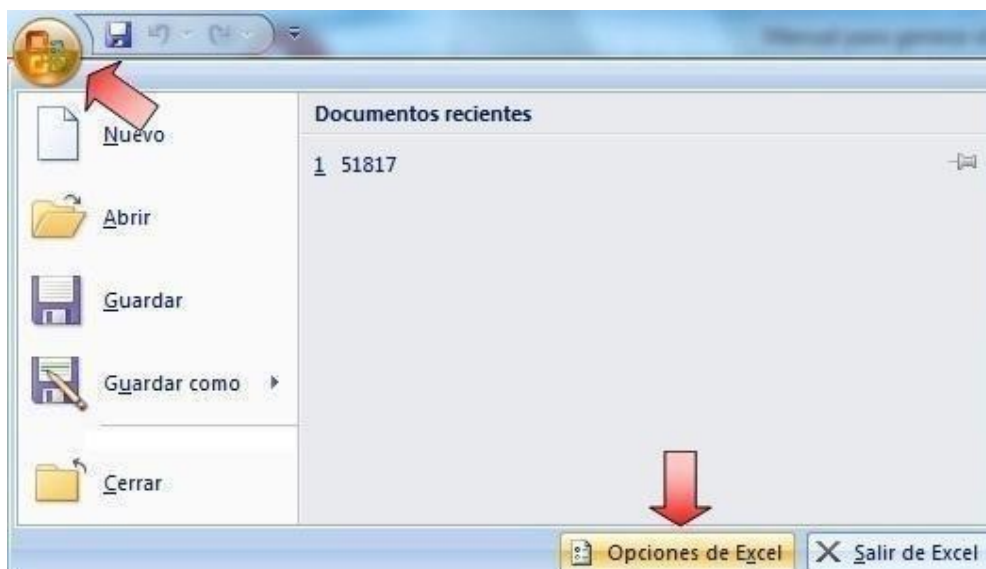 Nuevo
Documentos recientes
1 51817
Abrir
Guardar
Guardar como
Cerrar
Opciones de Excel
Salir de Excel